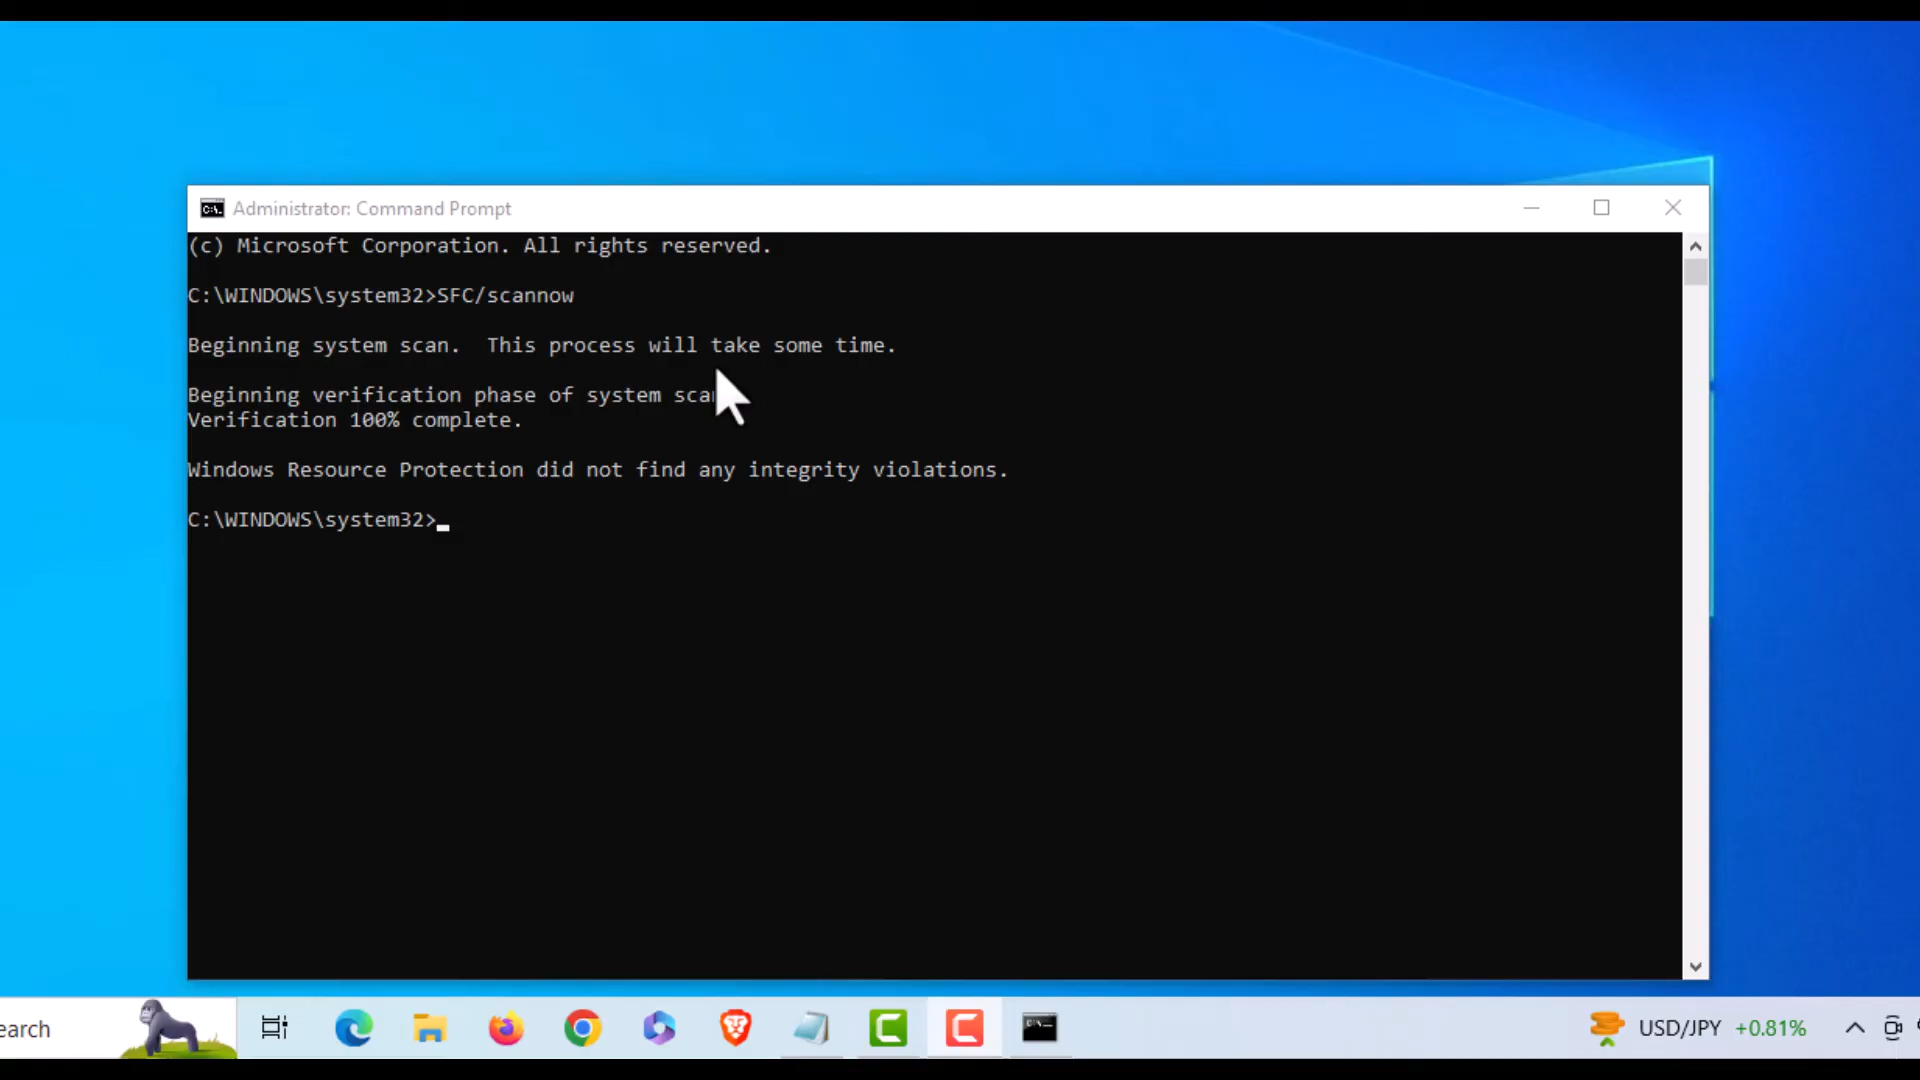 Administrator: Command Prompt
(c) Microsoft Corporation. All rights reserved.
C:\WINDOWS\system32>SFC/scannow
Beginning system scan.  This process will take some time.
Beginning verification phase of system sca
Verification 100% complete.
Windows Resource Protection did not find any integrity violations.
C:\WINDOWS\system32>
earch
USD/JPY +0.81%